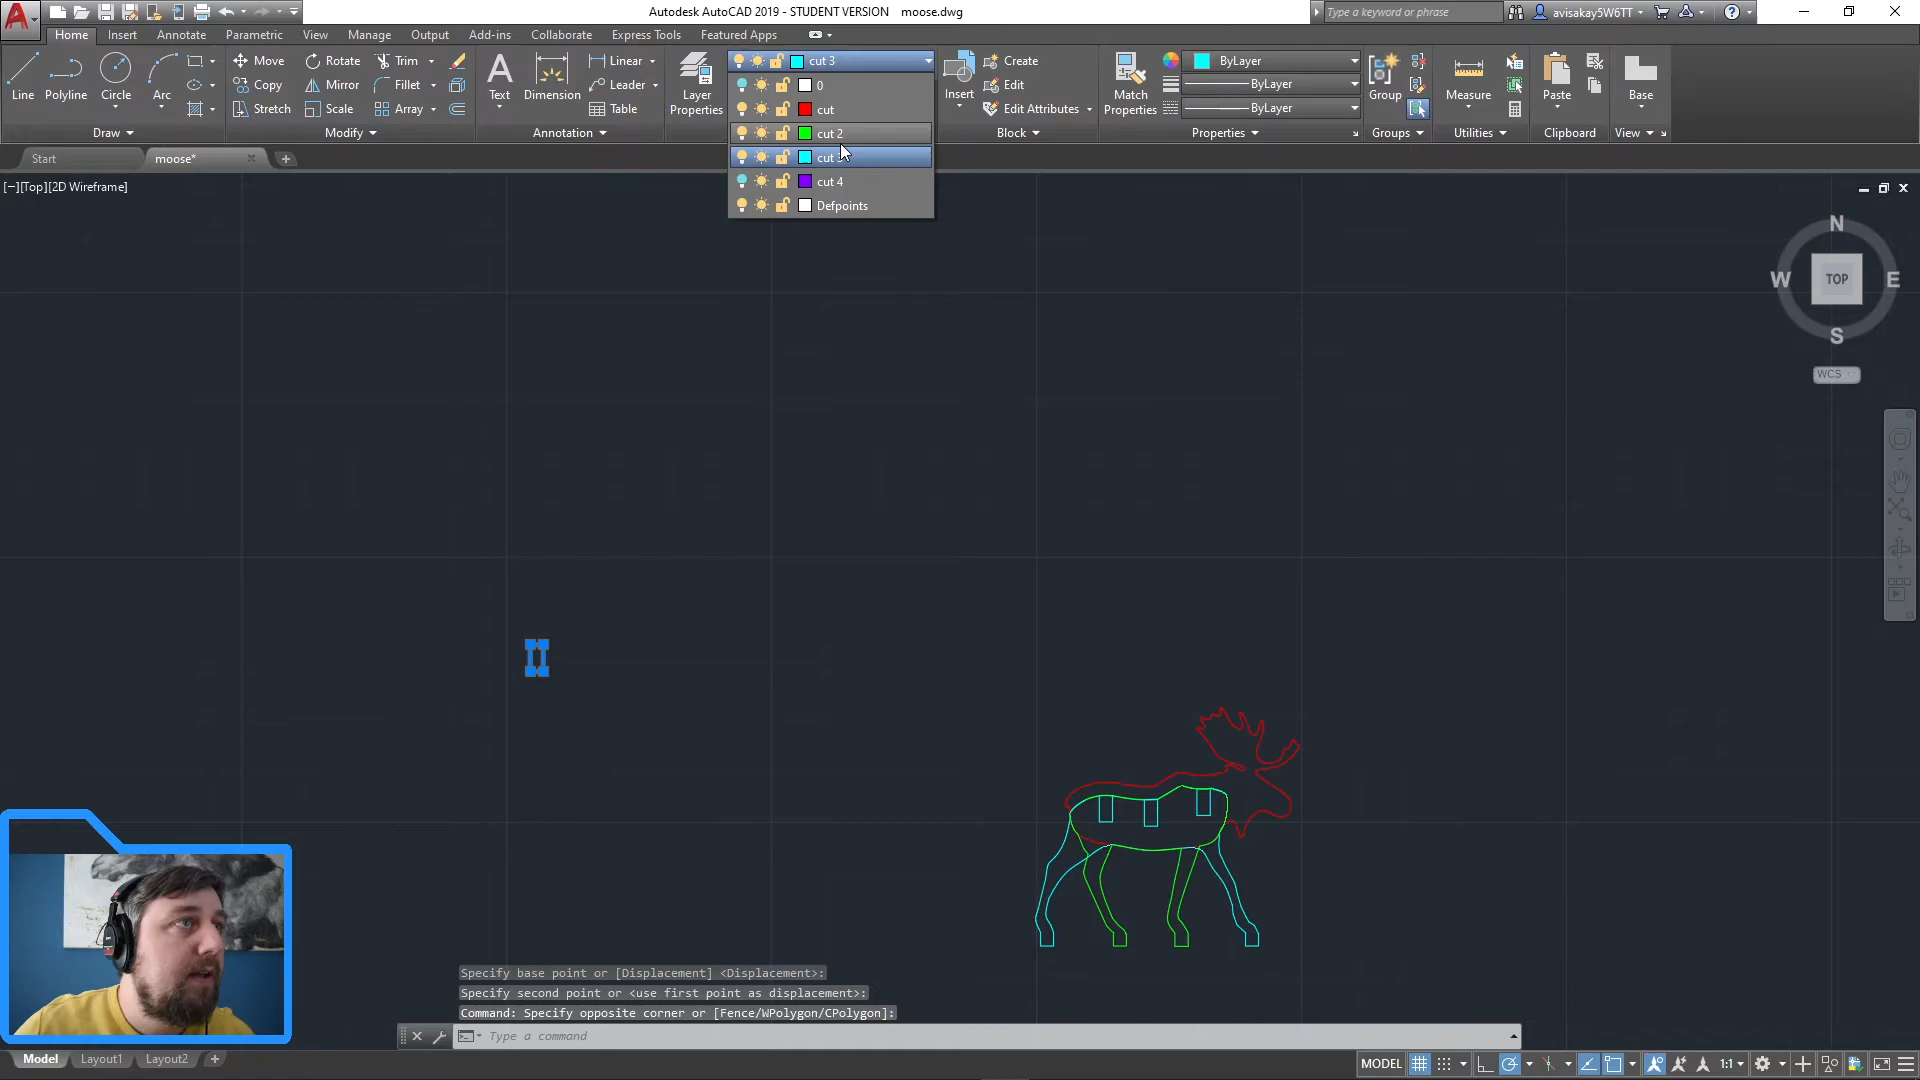 Autodesk AutoCAD 2019 - STUDENT VERSION    moose.dwg
Type a keyword or phrase
avisakay5W6TT
Home Insert Annotate Parametric View Manage Output Add-ins Collaborate Express Tools Featured Apps
Line
Polyline
Circle
Arc
Draw
Move Rotate Trim
Copy Mirror Fillet
Stretch Scale Array
Modify
Text
Dimension
Linear
Leader
Table
Annotation
Layer
Properties
cut 3
0
cut
cut 2
cut
cut 4
Defpoints
Insert
Create
Edit
Edit Attributes
Block
Match
Properties
ByLayer
ByLayer
ByLayer
Properties
Group
Groups
Measure
Utilities
Paste
Clipboard
Base
View
Start
moose*
[−][Top][2D Wireframe]
N
W TOP E
S
WCS
Specify base point or [Displacement] <Displacement>:
Specify second point or <use first point as displacement>:
Command: Specify opposite corner or [Fence/WPolygon/CPolygon]:
Type a command
Model Layout1 Layout2
MODEL
1:1